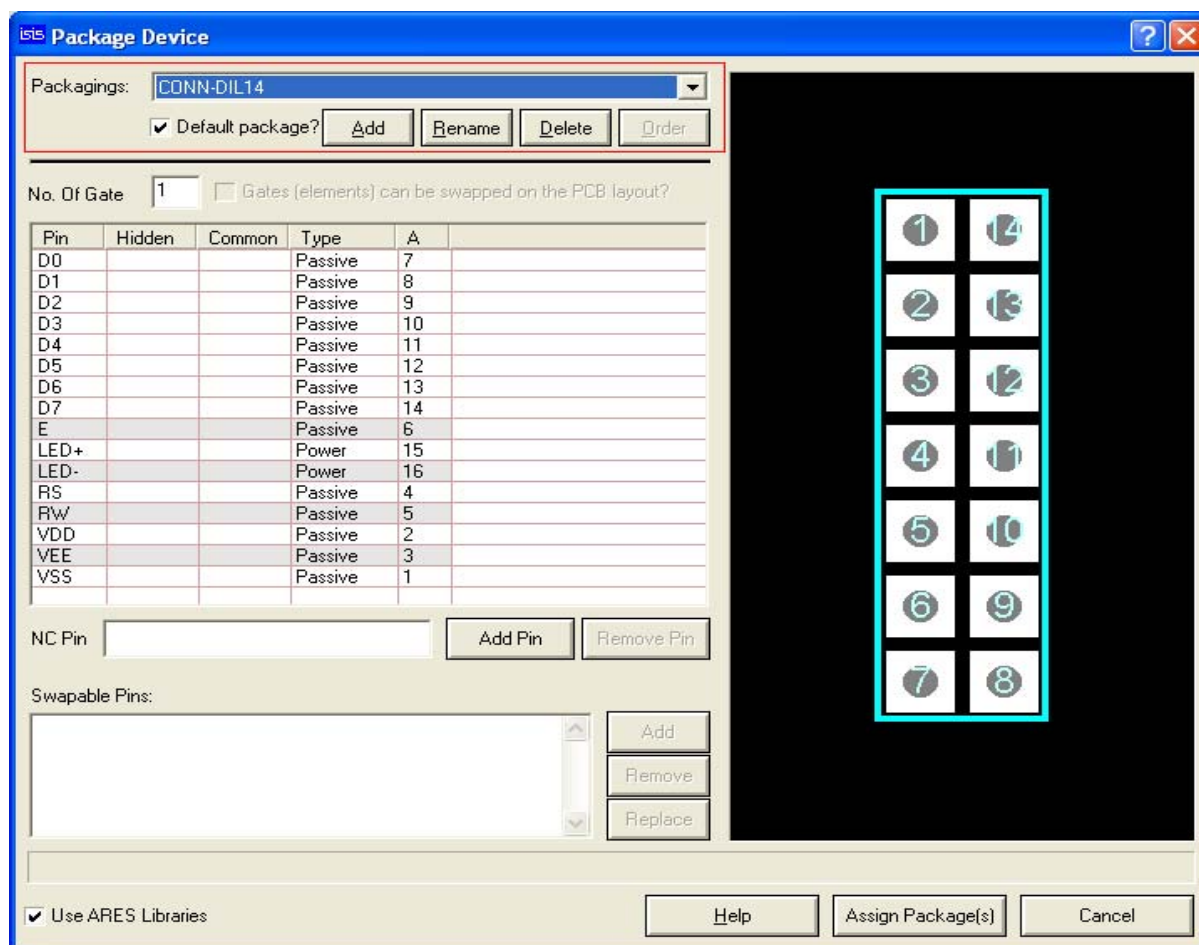 isis Package Device
Packagings: CONN-DIL14
Default package? Add Rename Delete Order
No. Of Gate 1 Gates (elements) can be swapped on the PCB layout?
Pin Hidden Common Type A
D0 Passive 7
D1 Passive 8
D2 Passive 9
D3 Passive 10
D4 Passive 11
D5 Passive 12
D6 Passive 13
D7 Passive 14
E Passive 6
LED+ Power 15
LED- Power 16
RS Passive 4
RW Passive 5
VDD Passive 2
VEE Passive 3
VSS Passive 1
NC Pin Add Pin Remove Pin
Swapable Pins:
Add
Remove
Replace
Use ARES Libraries Help Assign Package(s) Cancel
1 14
2 13
3 12
4 11
5 10
6 9
7 8